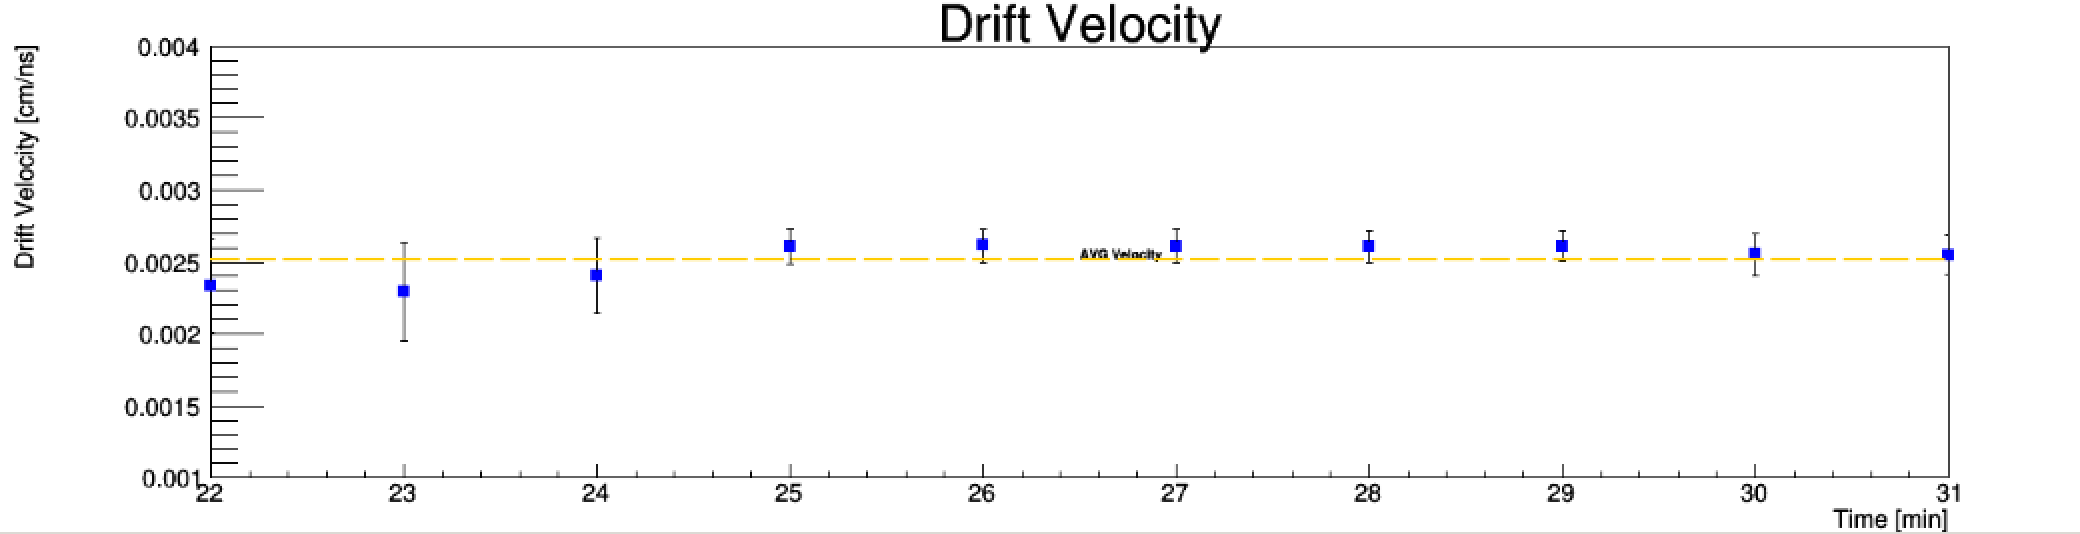 Drift Velocity
Drift Velocity [cm/ns]
0.004
0.0035
0.003
0.0025
0.002
0.0015
0.001
AVG Velocity
22 23 24 25 26 27 28 29 30 31
Time [min]